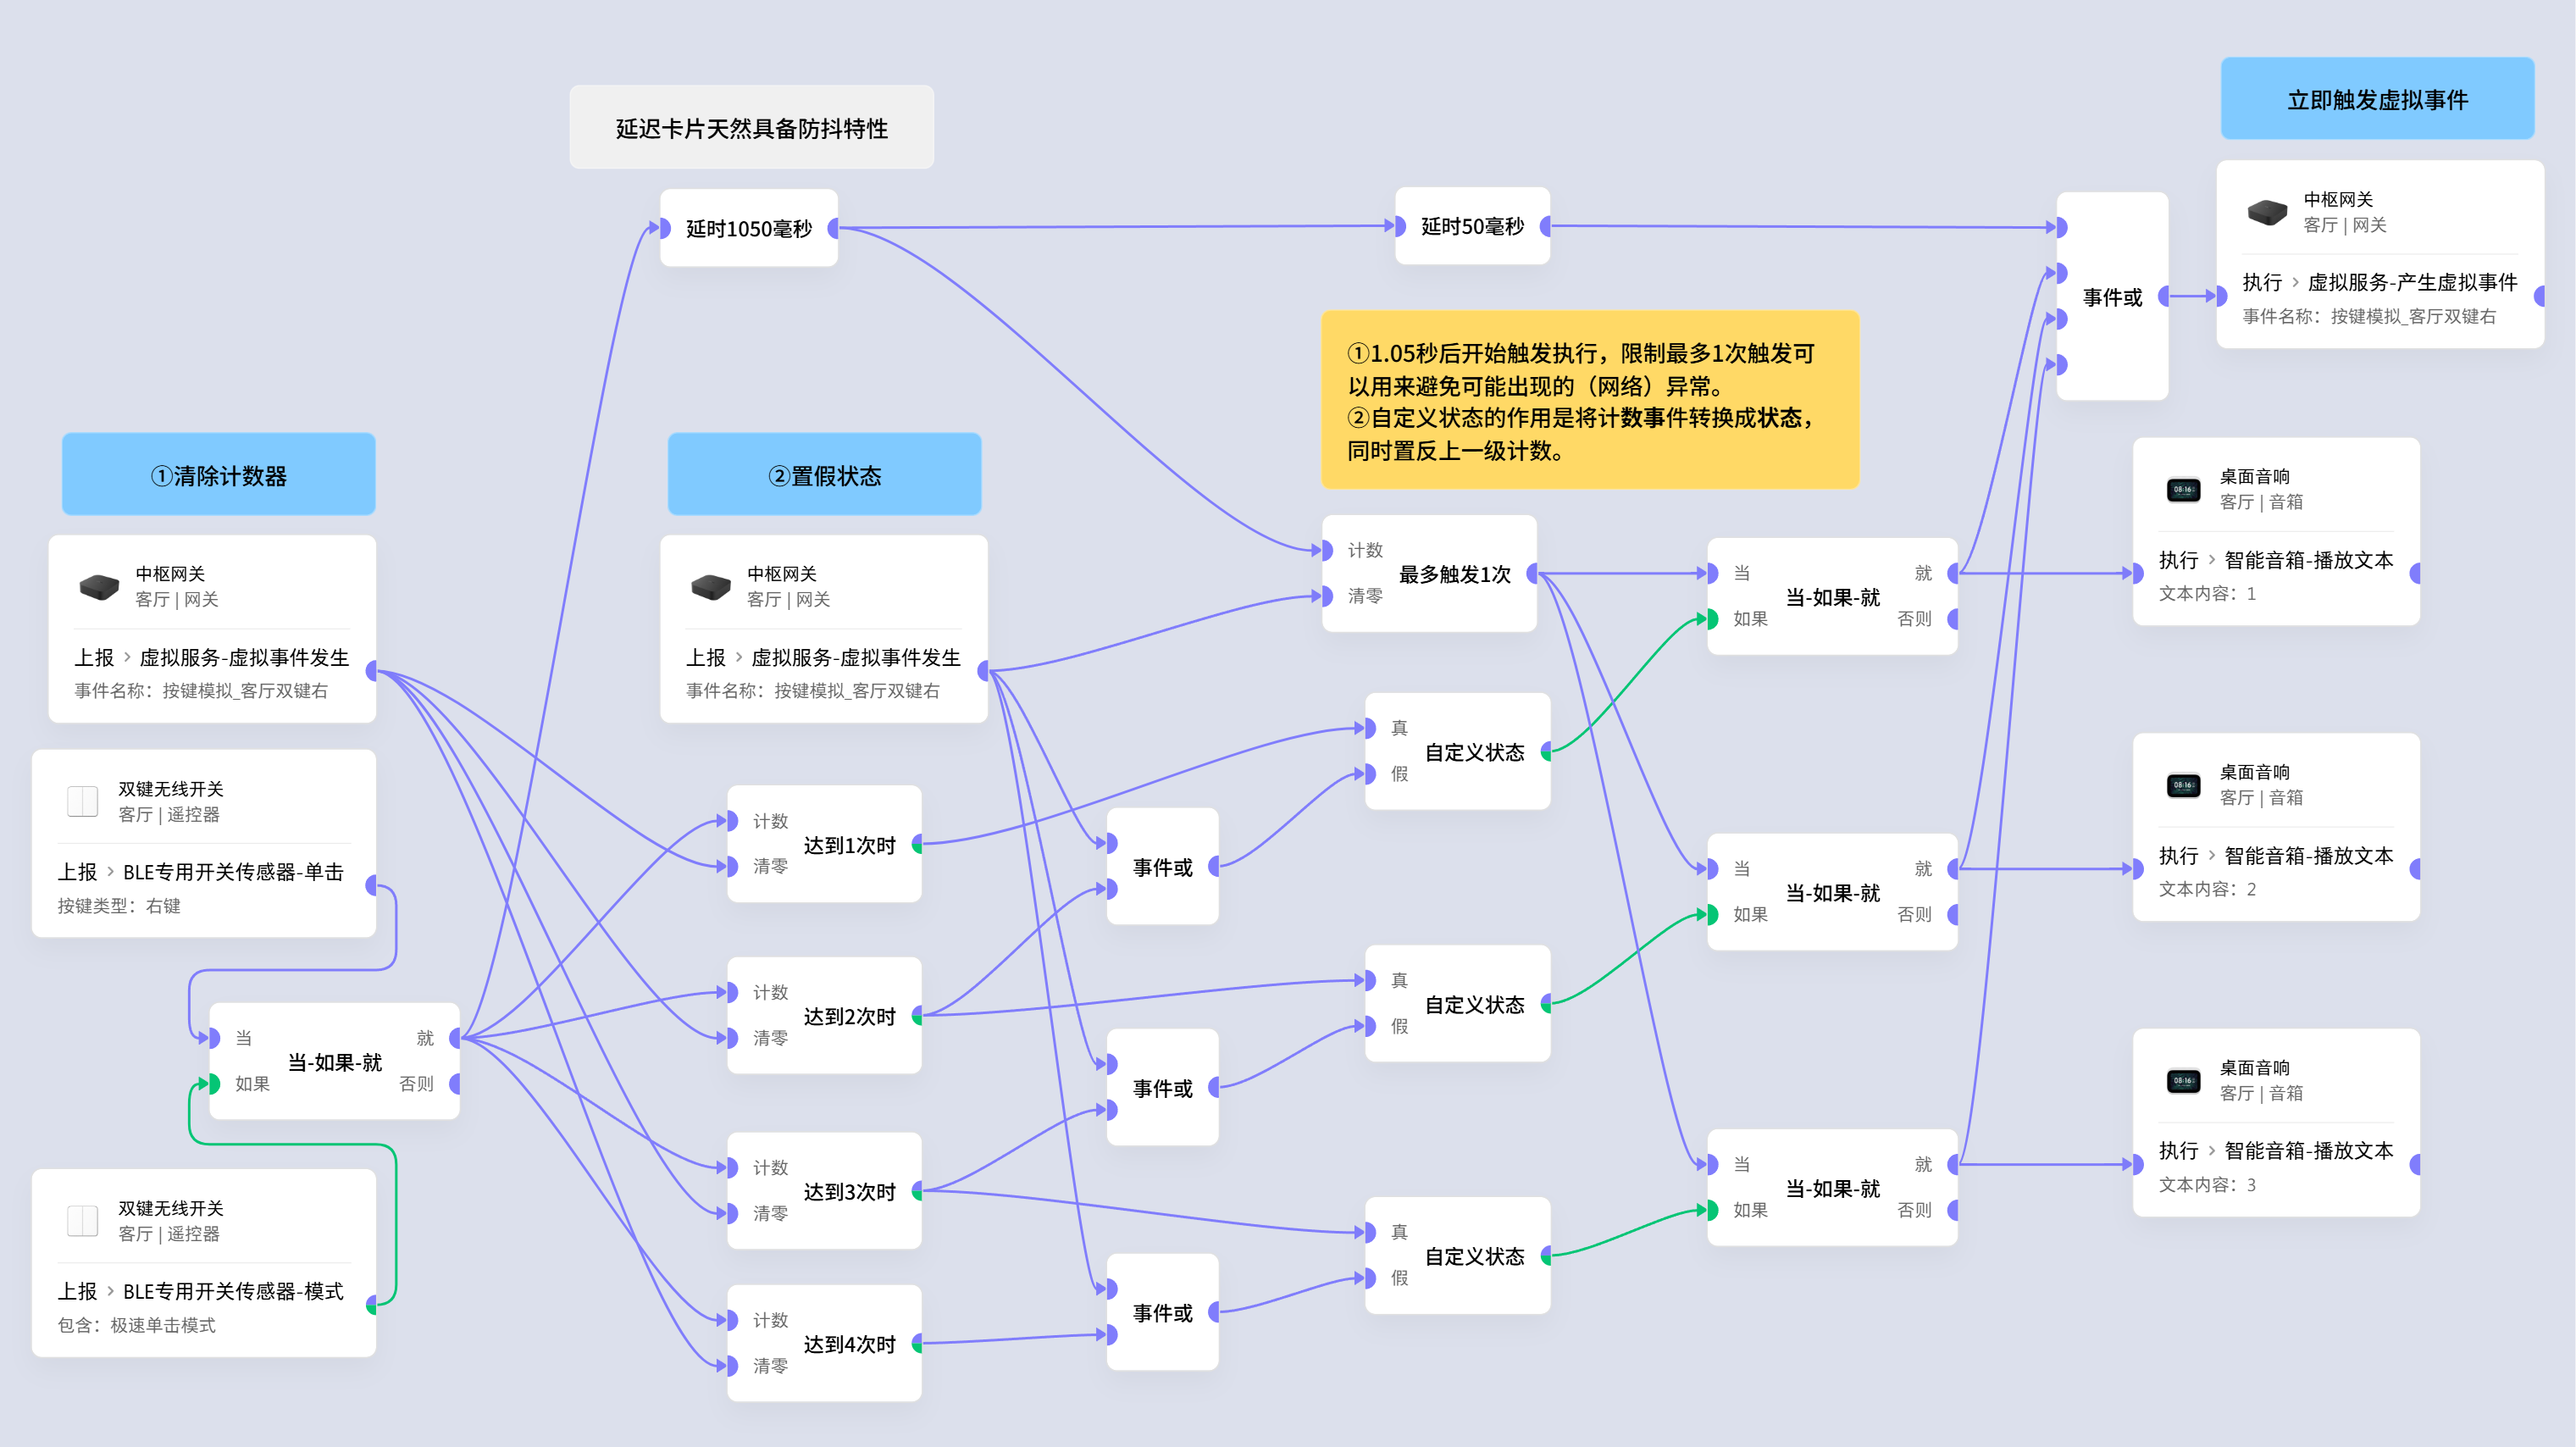 立即触发虚拟事件
延迟卡片天然具备防抖特性
中枢网关
客厅 | 网关
执行 › 虚拟服务-产生虚拟事件
事件名称：按键模拟_客厅双键右
延时1050毫秒
延时50毫秒
事件或
①1.05秒后开始触发执行，限制最多1次触发可
以用来避免可能出现的（网络）异常。
②自定义状态的作用是将计数事件转换成状态，
同时置反上一级计数。
①清除计数器
②置假状态
桌面音响
客厅 | 音箱
执行 › 智能音箱-播放文本
文本内容：1
中枢网关
客厅 | 网关
上报 › 虚拟服务-虚拟事件发生
事件名称：按键模拟_客厅双键右
中枢网关
客厅 | 网关
上报 › 虚拟服务-虚拟事件发生
事件名称：按键模拟_客厅双键右
计数
最多触发1次
清零
当
就
当-如果-就
如果
否则
真
自定义状态
假
双键无线开关
客厅 | 遥控器
上报 › BLE专用开关传感器-单击
按键类型：右键
计数
达到1次时
清零
事件或
桌面音响
客厅 | 音箱
执行 › 智能音箱-播放文本
文本内容：2
当
就
当-如果-就
如果
否则
计数
达到2次时
清零
真
自定义状态
假
当
就
当-如果-就
如果
否则
事件或
桌面音响
客厅 | 音箱
执行 › 智能音箱-播放文本
文本内容：3
计数
达到3次时
清零
当
就
当-如果-就
如果
否则
双键无线开关
客厅 | 遥控器
上报 › BLE专用开关传感器-模式
包含：极速单击模式
真
自定义状态
假
计数
达到4次时
清零
事件或